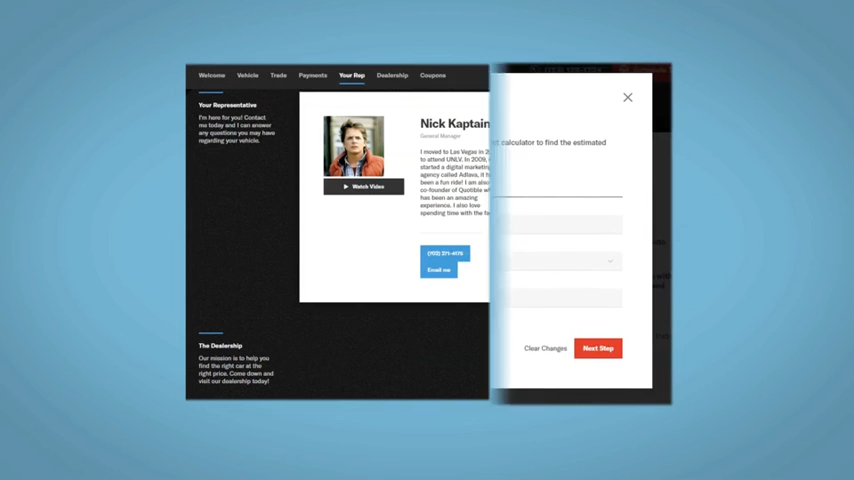 Welcome Vehicle Trade Payments Your Rep Dealership Coupons
Your Representative
I'm here for you! Contact
me today and I can answer
any questions you may have
regarding your vehicle.
Nick Kaptain
General Manager
I moved to Las Vegas in
to attend UNLV. In 2009,
started a digital marketing
agency called Adlava, it
been a fun ride! I am also
co-founder of Quotible
has been an amazing
experience. I also love
spending time with the
Watch Video
Email me
The Dealership
Our mission is to help you
find the right car at the
right price. Come down and
visit our dealership today!
calculator to find the estimated
Clear Changes Next Step